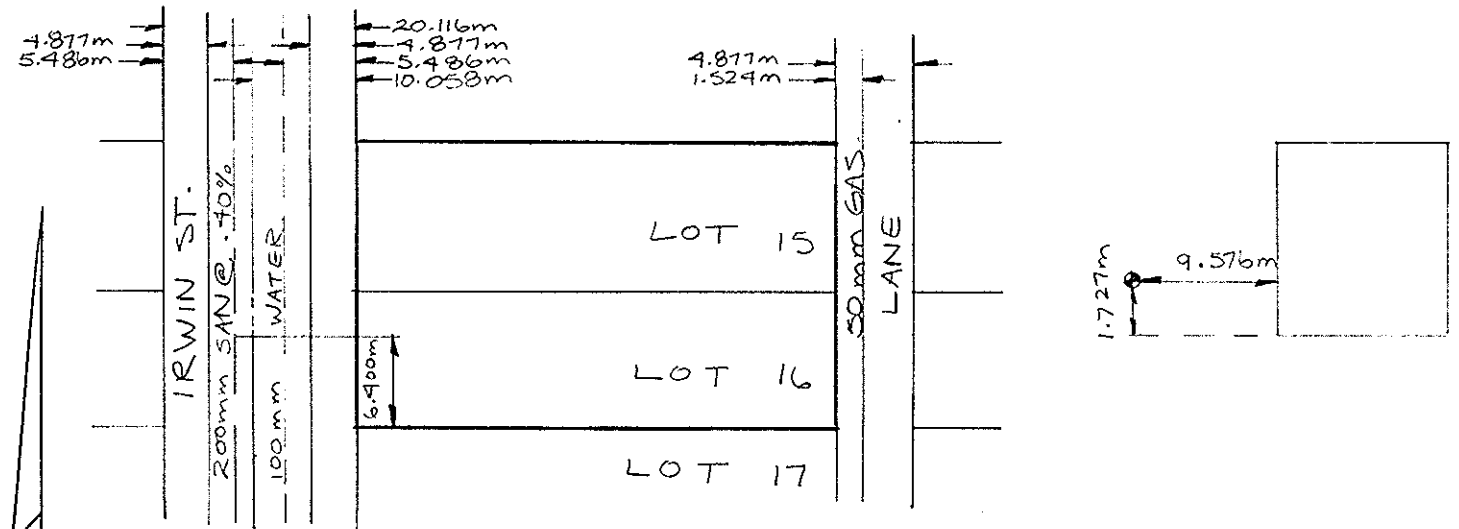 20.116m
4.877m
4.877m
5.486m
5.486m
10.058m
4.877m
1.524m
IRWIN ST.
200mm SAN @ .40%
100mm WATER
6.400m
LOT 15
LOT 16
LOT 17
50mm GAS
LANE
1.727m
9.576m